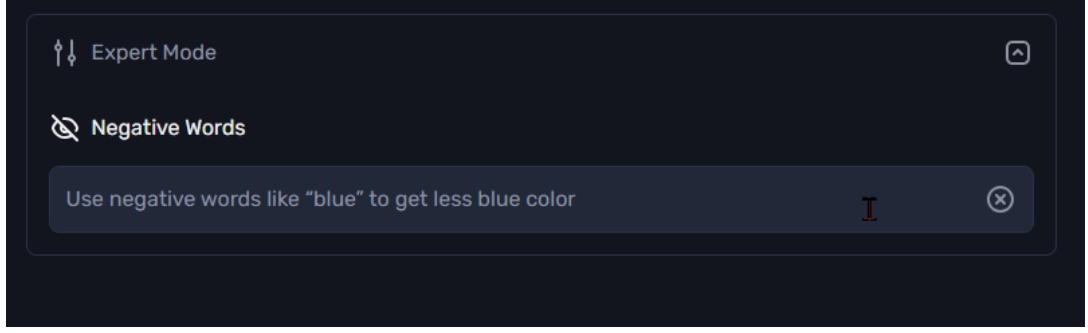 Expert Mode
Negative Words
Use negative words like “blue” to get less blue color